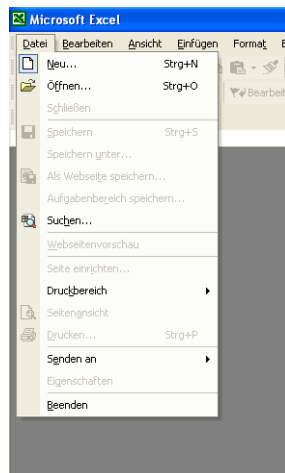 Microsoft Excel
Datei Bearbeiten Ansicht Einfügen Format
Neu... Strg+N
Öffnen... Strg+O
Bearbei
Schließen
Speichern Strg+S
Speichern unter...
Als Webseite speichern...
Aufgabenbereich speichern...
Suchen...
Webseitenvorschau
Seite einrichten...
Druckbereich
Seitenansicht
Drucken... Strg+P
Senden an
Eigenschaften
Beenden